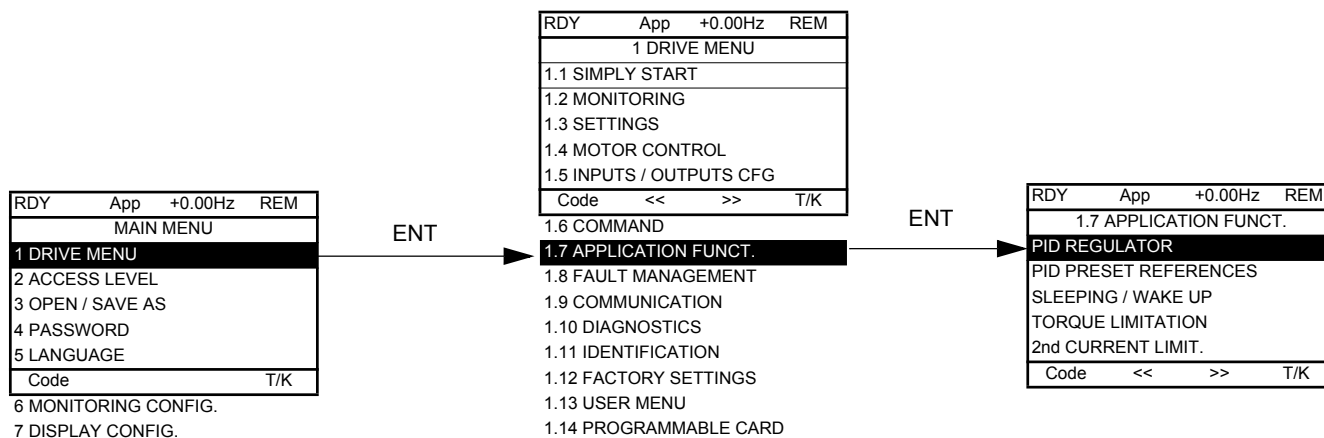 RDY App +0.00Hz REM
MAIN MENU
1 DRIVE MENU
2 ACCESS LEVEL
3 OPEN / SAVE AS
4 PASSWORD
5 LANGUAGE
Code T/K
6 MONITORING CONFIG.
7 DISPLAY CONFIG.
ENT
RDY App +0.00Hz REM
1 DRIVE MENU
1.1 SIMPLY START
1.2 MONITORING
1.3 SETTINGS
1.4 MOTOR CONTROL
1.5 INPUTS / OUTPUTS CFG
Code << >> T/K
1.6 COMMAND
1.7 APPLICATION FUNCT.
1.8 FAULT MANAGEMENT
1.9 COMMUNICATION
1.10 DIAGNOSTICS
1.11 IDENTIFICATION
1.12 FACTORY SETTINGS
1.13 USER MENU
1.14 PROGRAMMABLE CARD
ENT
RDY App +0.00Hz REM
1.7 APPLICATION FUNCT.
PID REGULATOR
PID PRESET REFERENCES
SLEEPING / WAKE UP
TORQUE LIMITATION
2nd CURRENT LIMIT.
Code << >> T/K